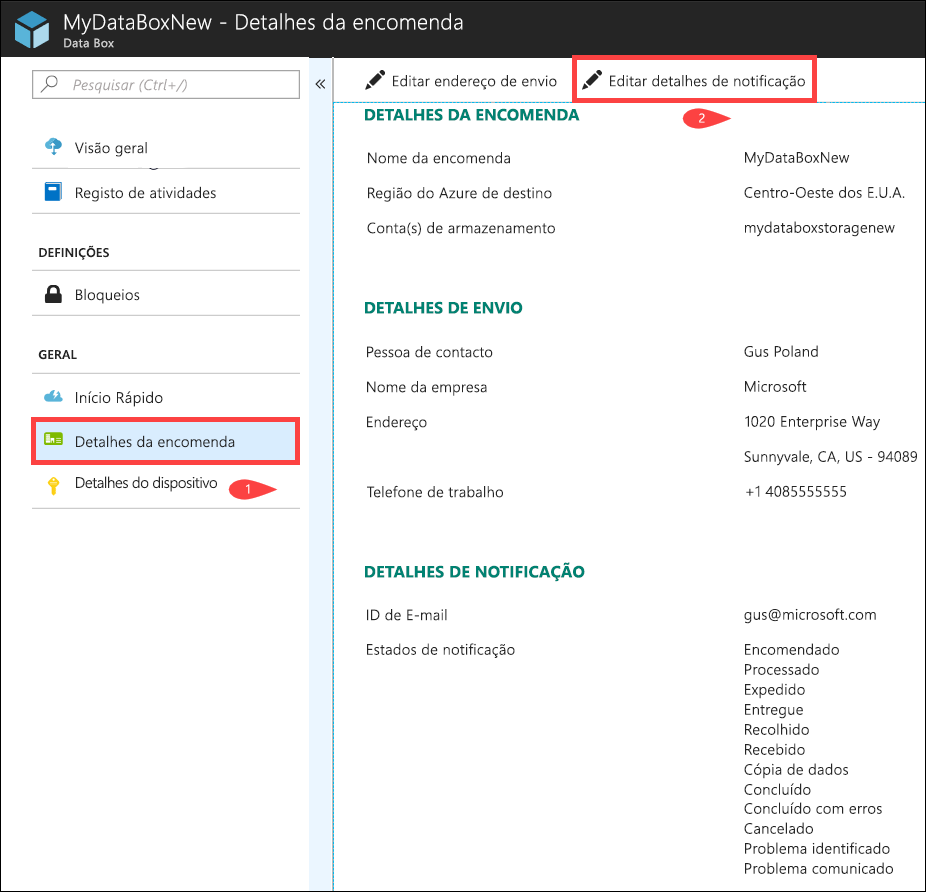 MyDataBoxNew - Detalhes da encomenda
Data Box
Pesquisar (Ctrl+/)
«
Visão geral
Registo de atividades
DEFINIÇÕES
Bloqueios
GERAL
Início Rápido
Detalhes da encomenda
Detalhes do dispositivo
1
Editar endereço de envio
Editar detalhes de notificação
2
DETALHES DA ENCOMENDA
Nome da encomenda MyDataBoxNew
Região do Azure de destino Centro-Oeste dos E.U.A.
Conta(s) de armazenamento mydataboxstoragenew
DETALHES DE ENVIO
Pessoa de contacto Gus Poland
Nome da empresa Microsoft
Endereço 1020 Enterprise Way
Sunnyvale, CA, US - 94089
Telefone de trabalho +1 4085555555
DETALHES DE NOTIFICAÇÃO
ID de E-mail gus@microsoft.com
Estados de notificação Encomendado
Processado
Expedido
Entregue
Recolhido
Recebido
Cópia de dados
Concluído
Concluído com erros
Cancelado
Problema identificado
Problema comunicado